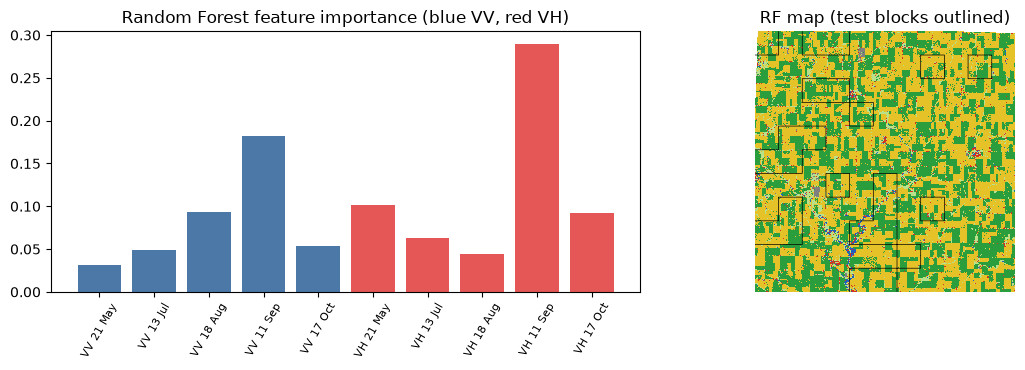 Random Forest feature importance (blue VV, red VH)
0.30
0.25
0.20
0.15
0.10
0.05
0.00
VV 21 May
VV 13 Jul
VV 18 Aug
VV 11 Sep
VV 17 Oct
VH 21 May
VH 13 Jul
VH 18 Aug
VH 11 Sep
VH 17 Oct
RF map (test blocks outlined)